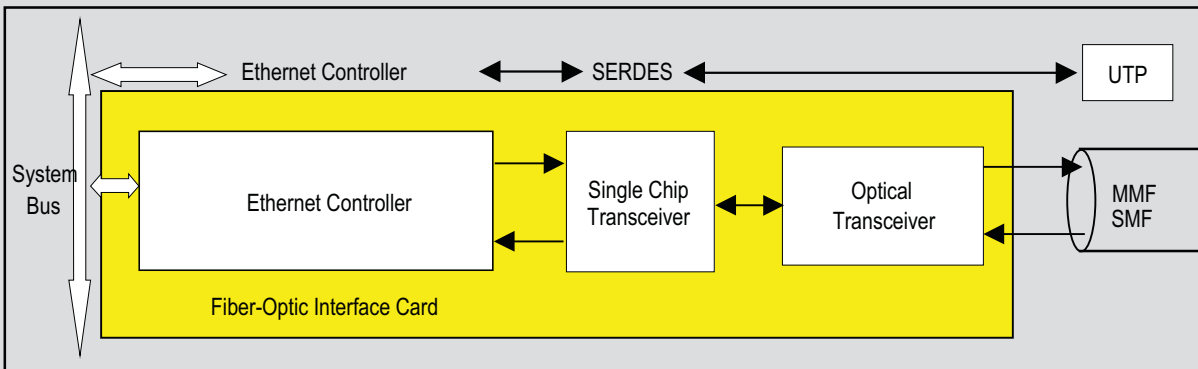 Ethernet Controller
SERDES
UTP
System
Bus
Ethernet Controller
Single Chip
Transceiver
Optical
Transceiver
MMF
SMF
Fiber-Optic Interface Card